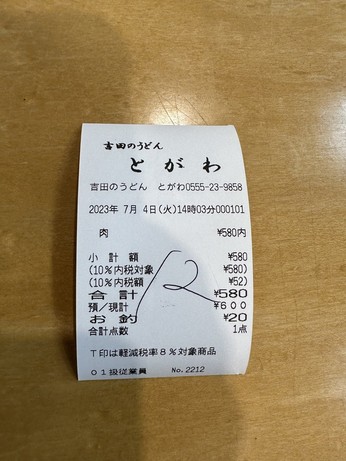 吉田のうどん
とがわ
吉田のうどん とがわ0555-23-9858
2023年 7月 4日(火)14時03分000101
肉 ¥580内
小計額 ¥580
(10%内税対象 ¥580)
(10%内税額 ¥52)
合計 ¥580
預/現計 ¥600
お釣 ¥20
合計点数 1点
T印は軽減税率8%対象商品
01扱従業員 No.2212